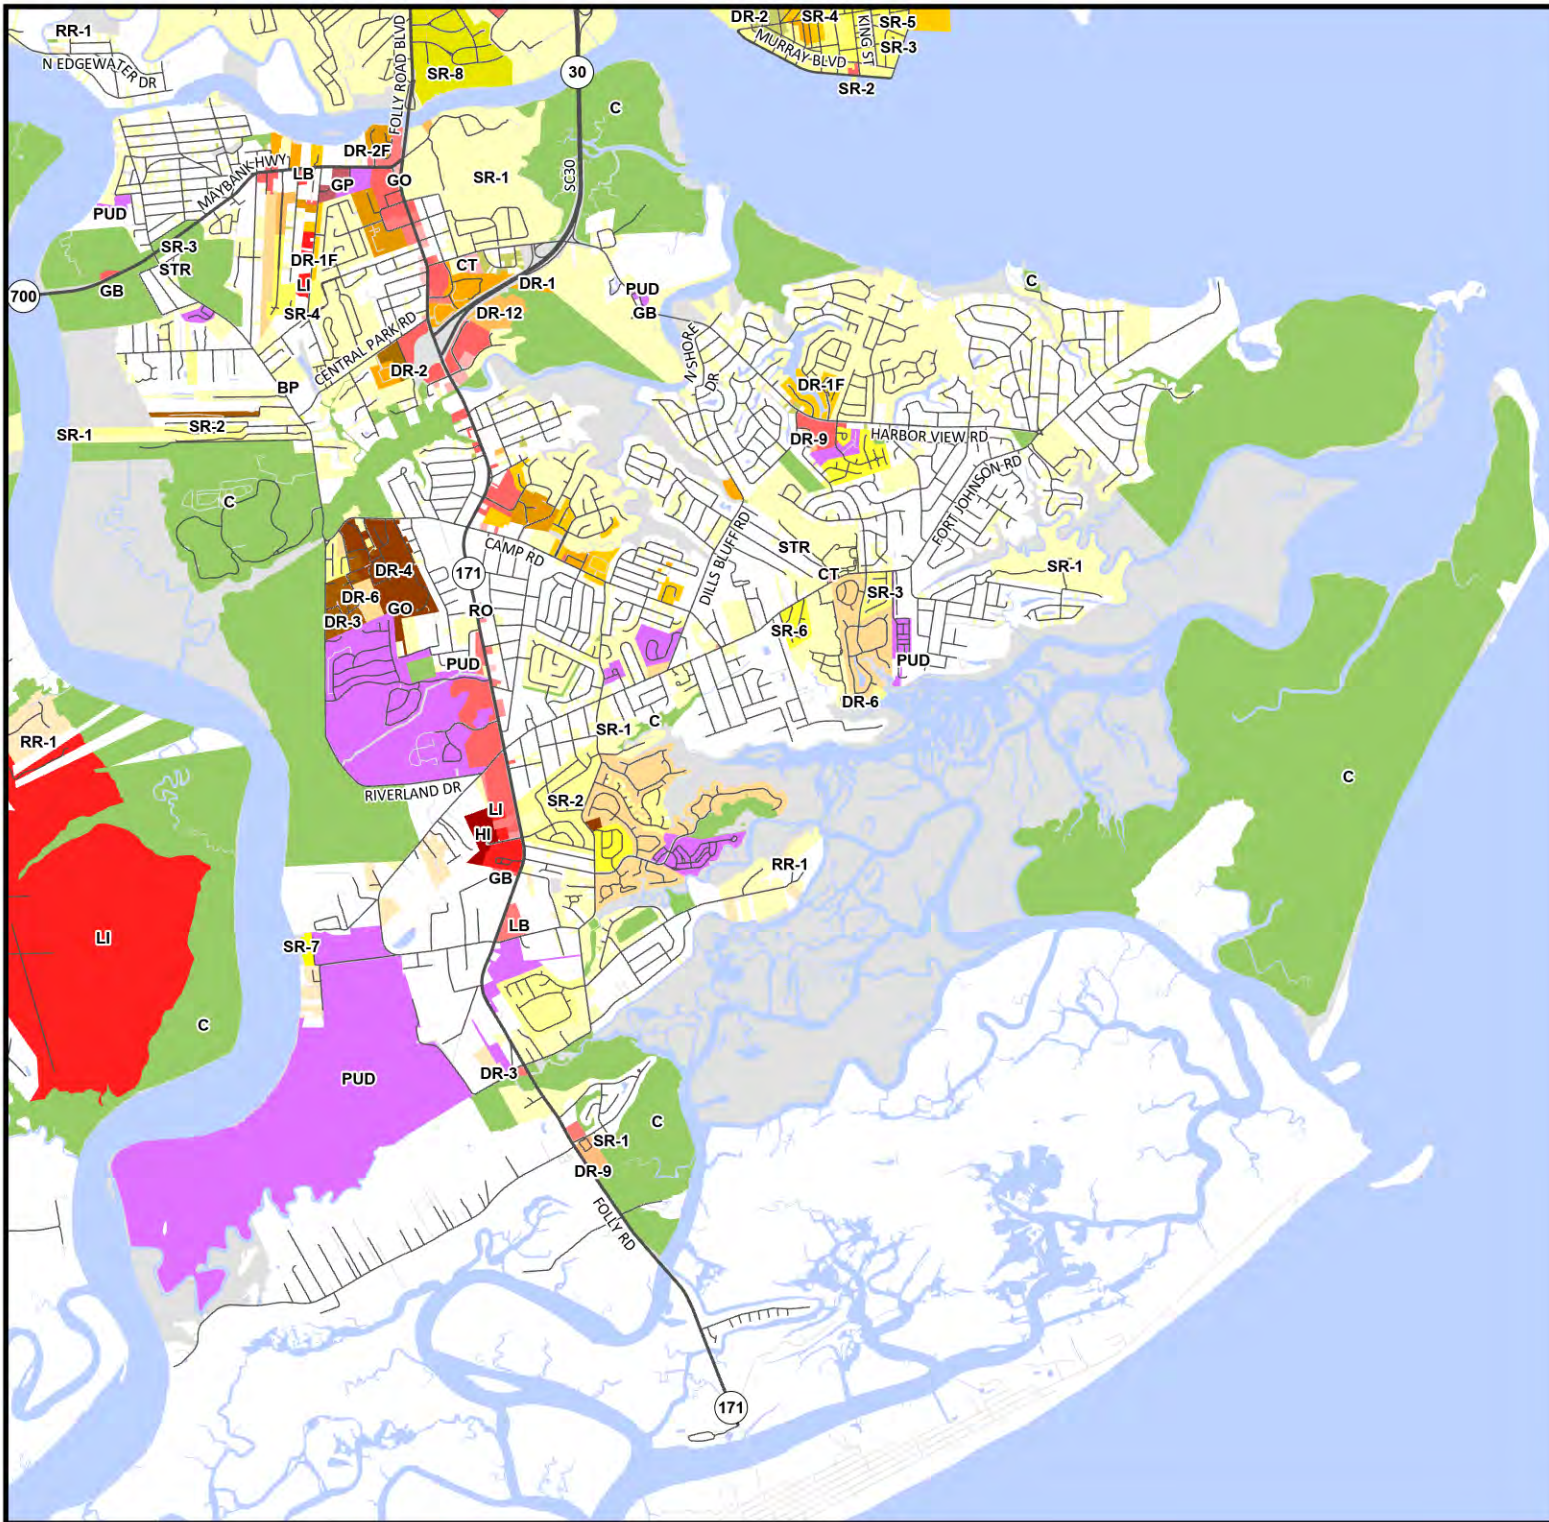 DR-2
SR-4
SR-5
RR-1
FOLLY ROAD BLVD
KING ST
MURRAY BLVD
SR-3
N EDGEWATER DR
SR-8
30
SR-2
C
DR-2F
MAYBANK HWY
LB
GP
GO
SR-1
SC30
PUD
SR-3
STR
DR-1F
CT
DR-1
C
GB
LI
PUD
700
SR-4
DR-12
GB
CENTRAL PARK RD
N SHORE
DR
DR-2
BP
DR-1F
SR-2
SR-1
DR-9
HARBOR VIEW RD
C
FORT JOHNSON RD
CAMP RD
DILLS BLUFF RD
STR
DR-4
171
CT
SR-1
DR-6
GO
RO
SR-3
DR-3
SR-6
PUD
PUD
DR-6
SR-1
C
RR-1
C
RIVERLAND DR
SR-2
LI
HI
RR-1
GB
LB
LI
SR-7
C
PUD
DR-3
C
SR-1
DR-9
FOLLY RD
171